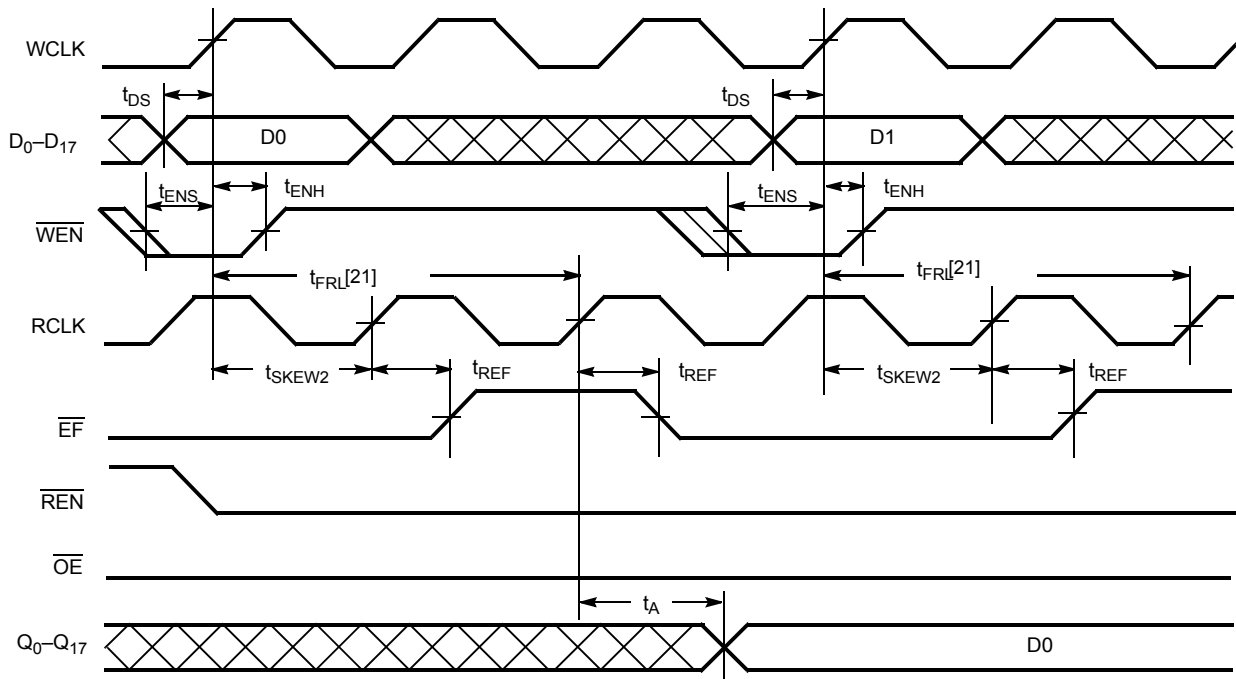 WCLK
tDS
tDS
D0–D17
D0
D1
tENS
tENH
tENS
tENH
WEN
tFRL[21]
tFRL[21]
RCLK
tSKEW2
tREF
tREF
tSKEW2
tREF
EF
REN
OE
tA
Q0–Q17
D0